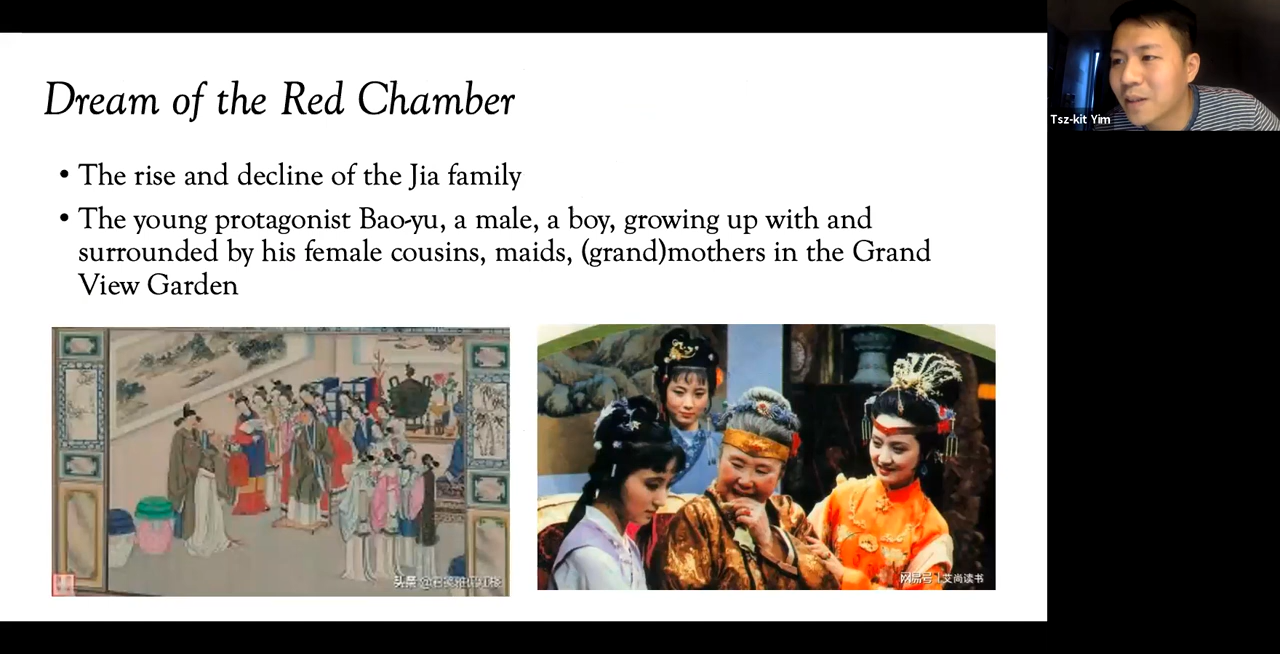 Dream of the Red Chamber
• The rise and decline of the Jia family
• The young protagonist Bao-yu, a male, a boy, growing up with and
surrounded by his female cousins, maids, (grand)mothers in the Grand
View Garden
头条 @
网易号 | 艾尚读书
Tsz-kit Yim